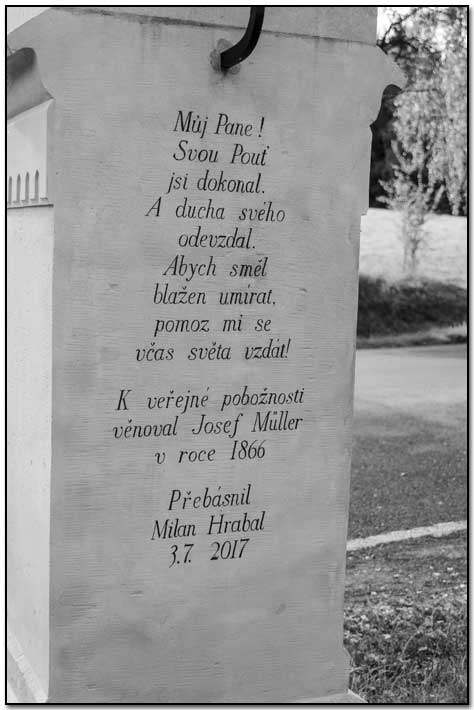 Můj Pane!
Svou Pouť
jsi dokonal.
A ducha svého
odevzdal.
Abych směl
blažen umírat,
pomoz mi se
včas světa vzdát!
K veřejné pobožnosti
věnoval Josef Müller
v roce 1866
Přebásnil
Milan Hrabal
3.7. 2017